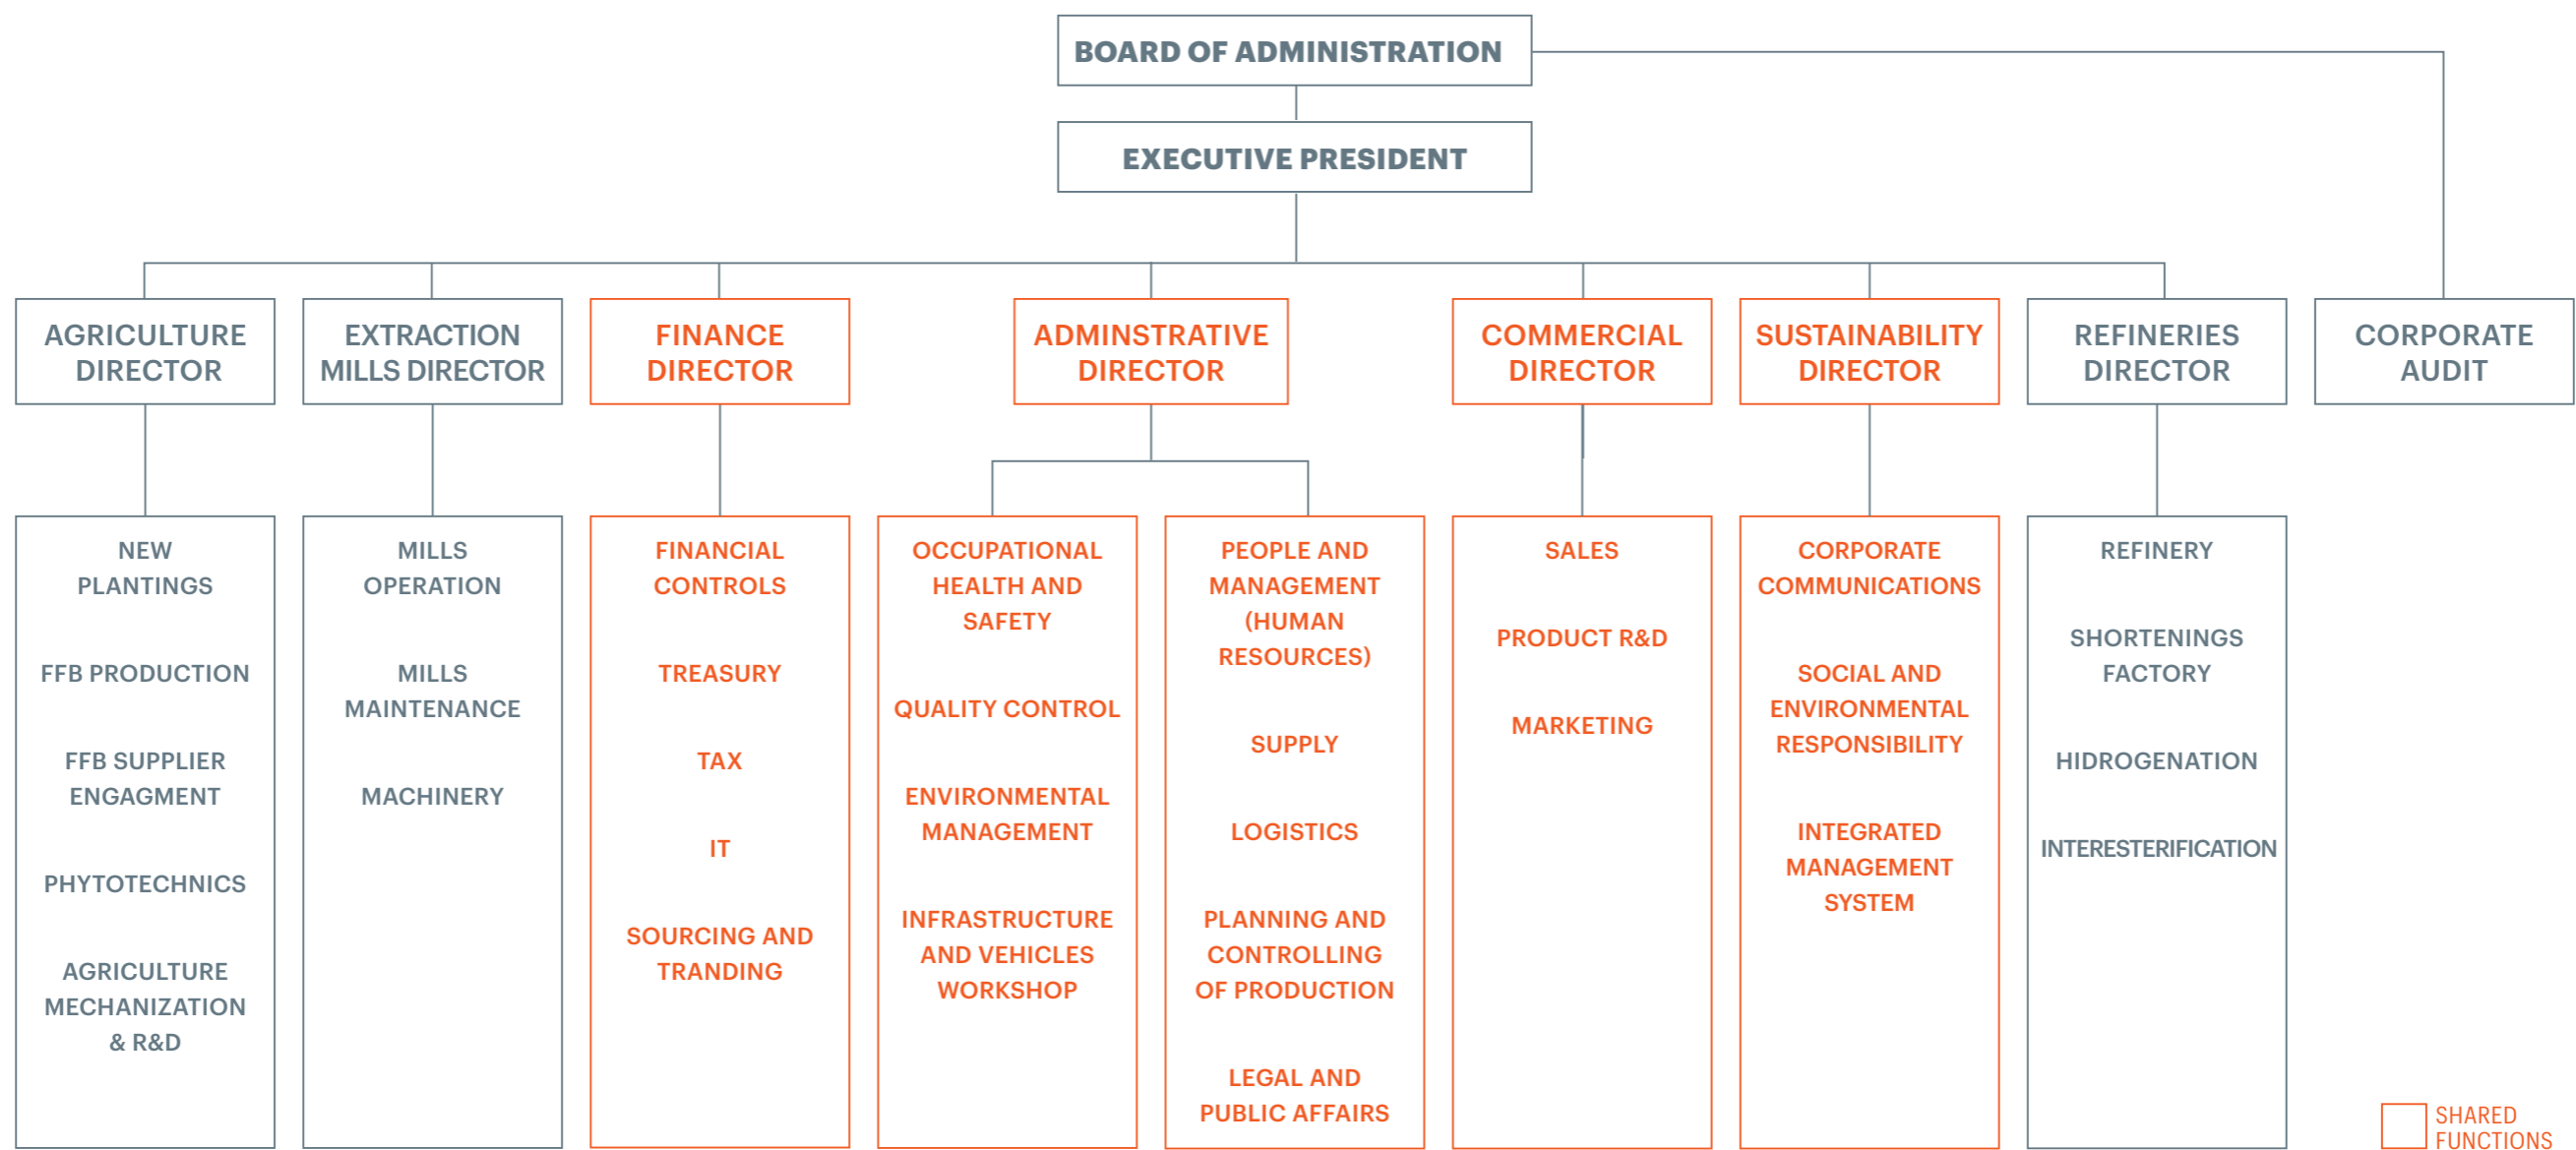 BOARD OF ADMINISTRATION
EXECUTIVE PRESIDENT
AGRICULTURE
DIRECTOR
EXTRACTION
MILLS DIRECTOR
FINANCE
DIRECTOR
ADMINSTRATIVE
DIRECTOR
COMMERCIAL
DIRECTOR
SUSTAINABILITY
DIRECTOR
REFINERIES
DIRECTOR
CORPORATE
AUDIT
NEW
PLANTINGS
FFB PRODUCTION
FFB SUPPLIER
ENGAGMENT
PHYTOTECHNICS
AGRICULTURE
MECHANIZATION
& R&D
MILLS
OPERATION
MILLS
MAINTENANCE
MACHINERY
FINANCIAL
CONTROLS
TREASURY
TAX
IT
SOURCING AND
TRANDING
OCCUPATIONAL
HEALTH AND
SAFETY
QUALITY CONTROL
ENVIRONMENTAL
MANAGEMENT
INFRASTRUCTURE
AND VEHICLES
WORKSHOP
PEOPLE AND
MANAGEMENT
(HUMAN
RESOURCES)
SUPPLY
LOGISTICS
PLANNING AND
CONTROLLING
OF PRODUCTION
LEGAL AND
PUBLIC AFFAIRS
SALES
PRODUCT R&D
MARKETING
CORPORATE
COMMUNICATIONS
SOCIAL AND
ENVIRONMENTAL
RESPONSIBILITY
INTEGRATED
MANAGEMENT
SYSTEM
REFINERY
SHORTENINGS
FACTORY
HIDROGENATION
INTERESTERIFICATION
SHARED
FUNCTIONS